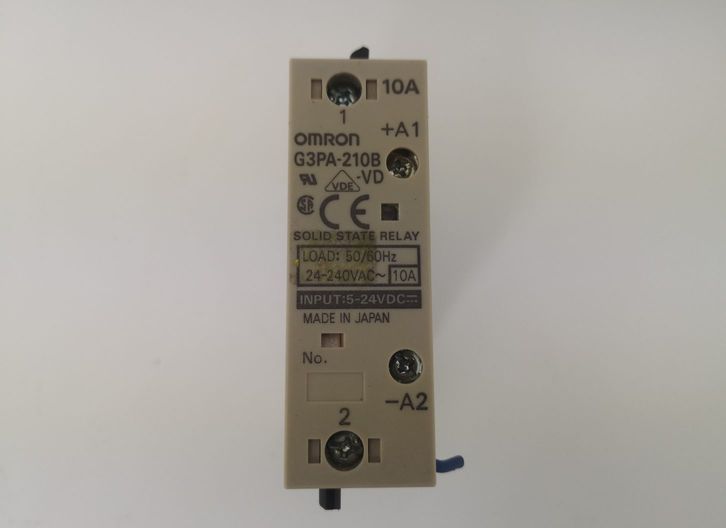 10A
1
+A1
OMRON
G3PA-210B
-VD
VDE
CE
SOLID STATE RELAY
LOAD: 50/60Hz
24-240VAC~ 10A
INPUT:5-24VDC⎓
MADE IN JAPAN
No.
-A2
2